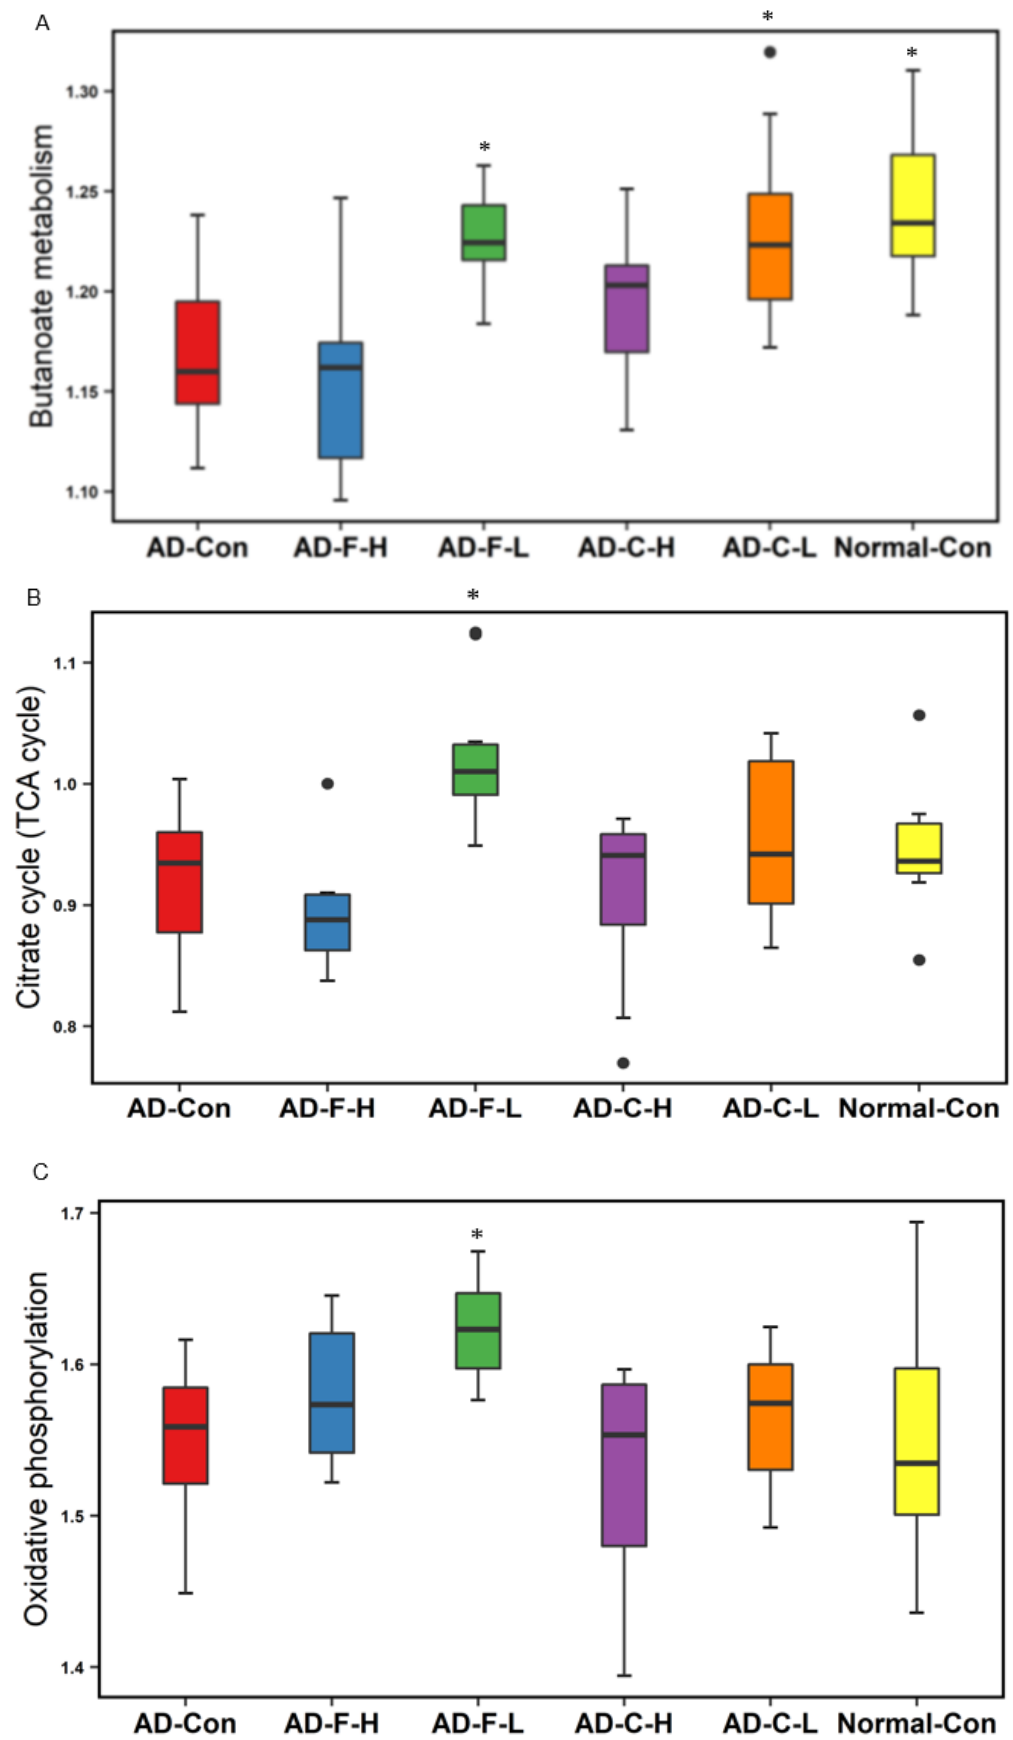 A
*
*
*
Butanoate metabolism
1.30
1.25
1.20
1.15
1.10
AD-Con AD-F-H AD-F-L AD-C-H AD-C-L Normal-Con
B
*
Citrate cycle (TCA cycle)
1.1
1.0
0.9
0.8
AD-Con AD-F-H AD-F-L AD-C-H AD-C-L Normal-Con
C
*
Oxidative phosphorylation
1.7
1.6
1.5
1.4
AD-Con AD-F-H AD-F-L AD-C-H AD-C-L Normal-Con